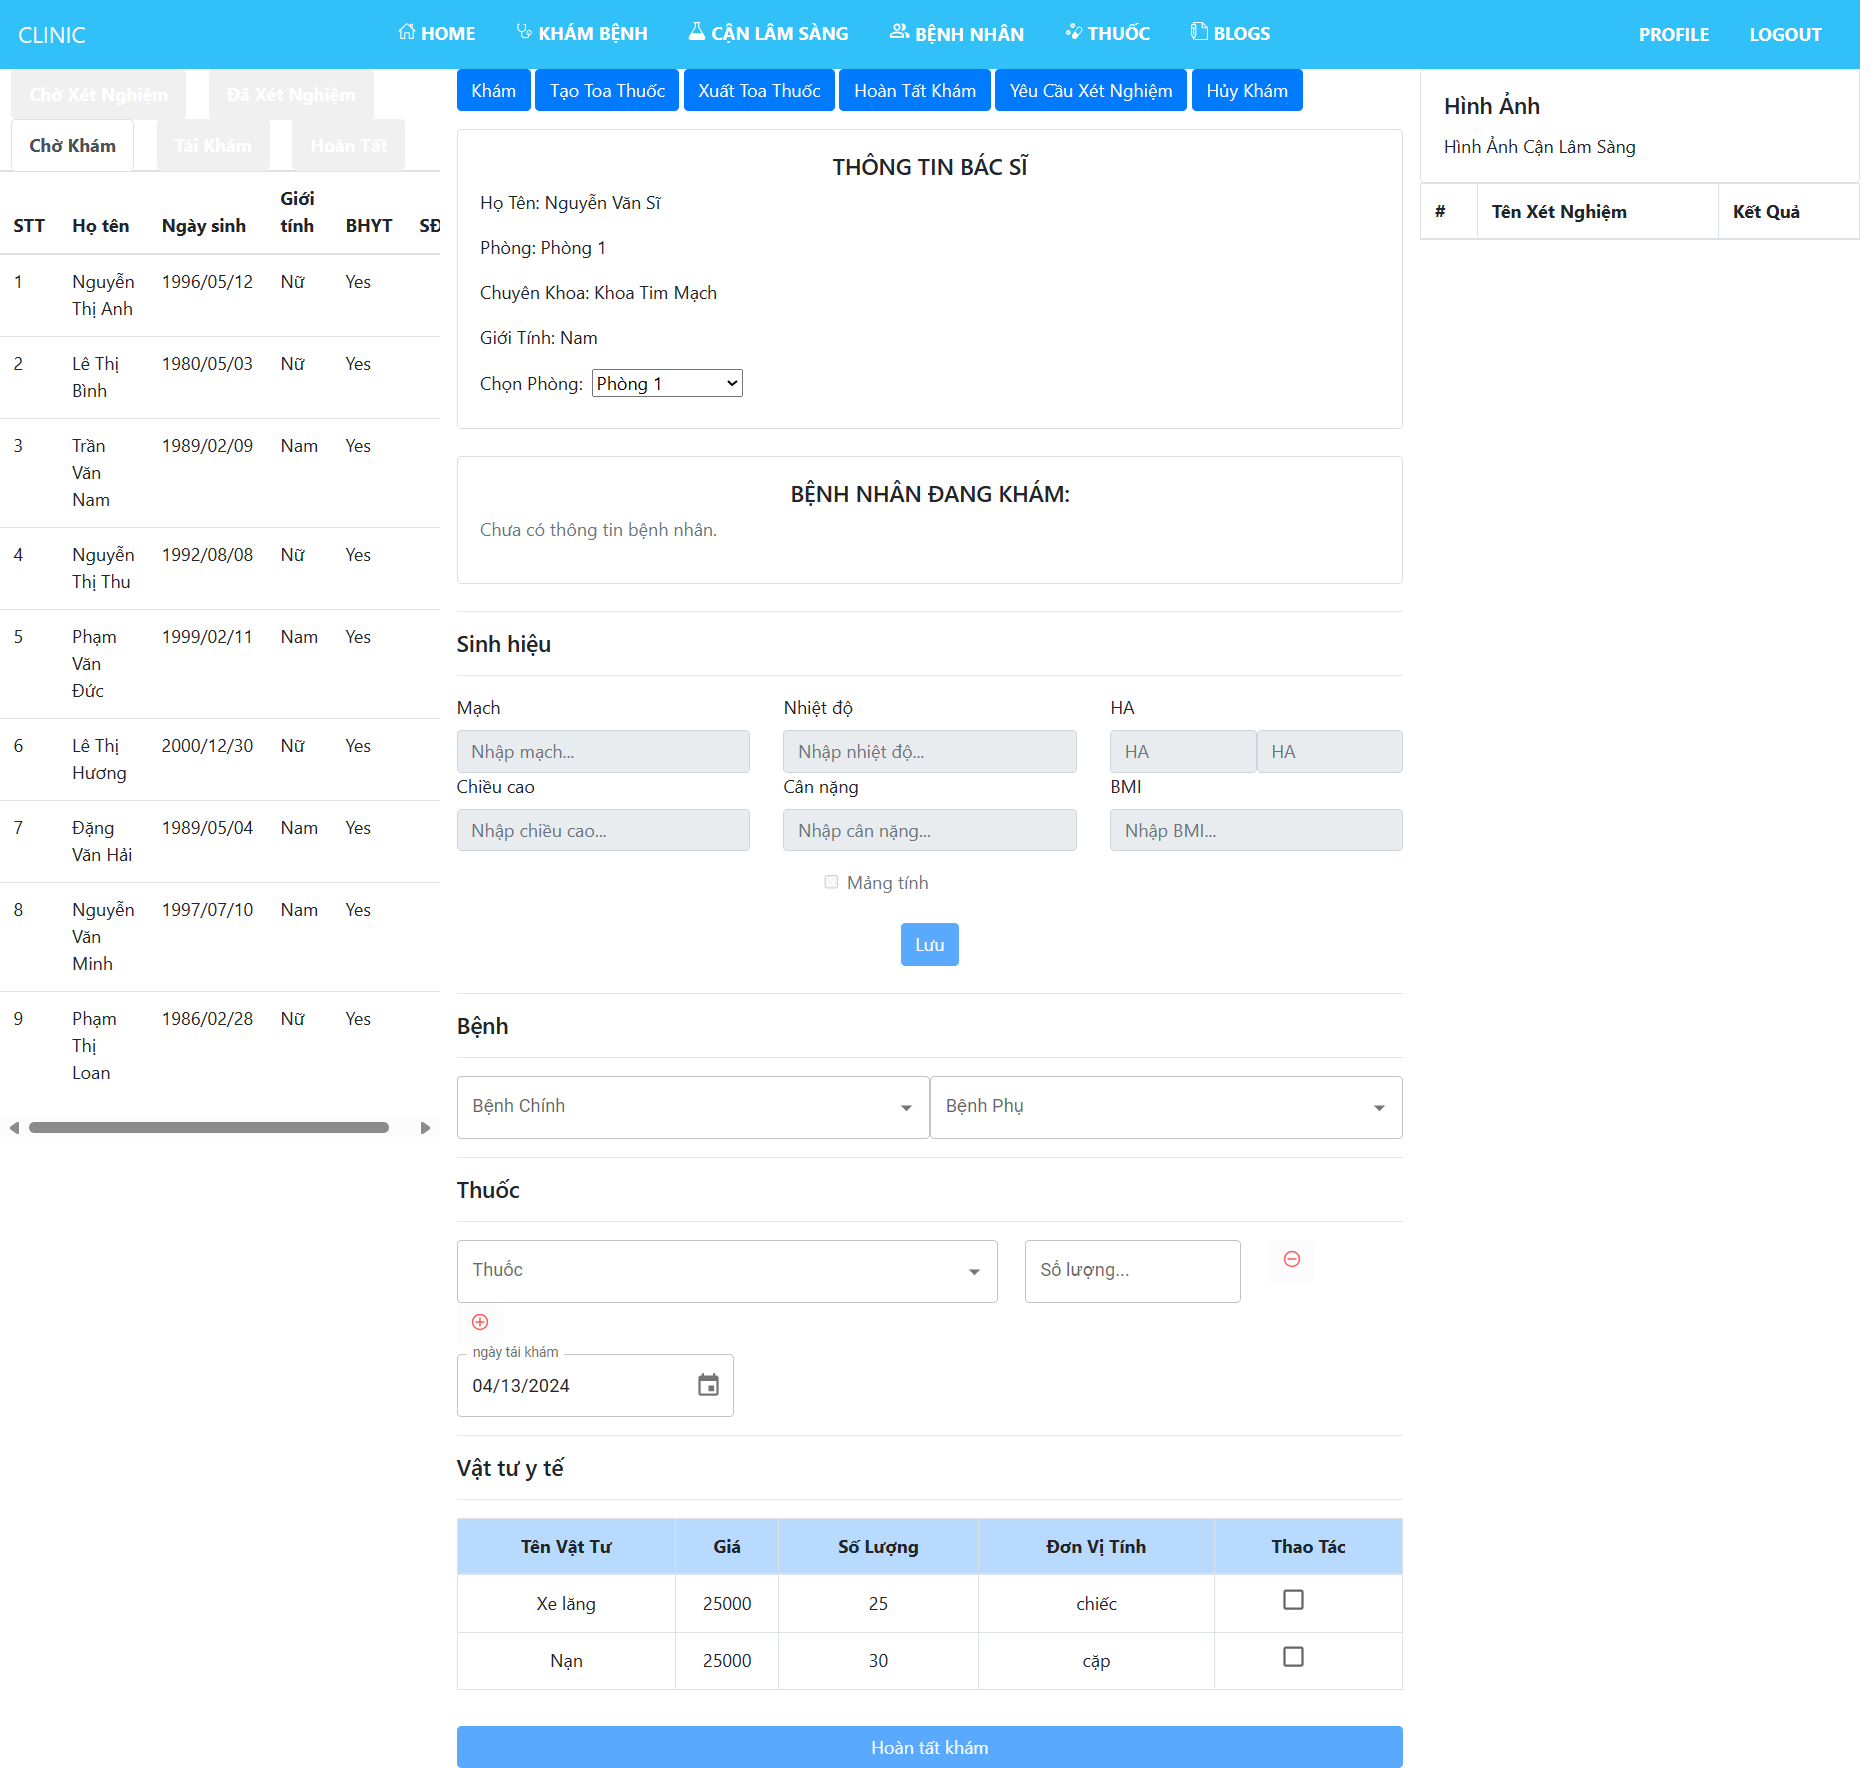 CLINIC
HOME
KHÁM BỆNH
CẬN LÂM SÀNG
BỆNH NHÂN
THUỐC
BLOGS
PROFILE
LOGOUT
Chờ Xét Nghiệm
Đã Xét Nghiệm
Chờ Khám
Tái Khám
Hoàn Tất
STT Họ tên Ngày sinh Giới tính BHYT SĐ
1 Nguyễn Thị Anh 1996/05/12 Nữ Yes
2 Lê Thị Bình 1980/05/03 Nữ Yes
3 Trần Văn Nam 1989/02/09 Nam Yes
4 Nguyễn Thị Thu 1992/08/08 Nữ Yes
5 Phạm Văn Đức 1999/02/11 Nam Yes
6 Lê Thị Hương 2000/12/30 Nữ Yes
7 Đặng Văn Hải 1989/05/04 Nam Yes
8 Nguyễn Văn Minh 1997/07/10 Nam Yes
9 Phạm Thị Loan 1986/02/28 Nữ Yes
Khám
Tạo Toa Thuốc
Xuất Toa Thuốc
Hoàn Tất Khám
Yêu Cầu Xét Nghiệm
Hủy Khám
THÔNG TIN BÁC SĨ
Họ Tên: Nguyễn Văn Sĩ
Phòng: Phòng 1
Chuyên Khoa: Khoa Tim Mạch
Giới Tính: Nam
Chọn Phòng: Phòng 1
BỆNH NHÂN ĐANG KHÁM:
Chưa có thông tin bệnh nhân.
Sinh hiệu
Mạch Nhiệt độ HA
Nhập mạch... Nhập nhiệt độ... HA HA
Chiều cao Cân nặng BMI
Nhập chiều cao... Nhập cân nặng... Nhập BMI...
Mảng tính
Lưu
Bệnh
Bệnh Chính Bệnh Phụ
Thuốc
Thuốc Số lượng...
ngày tái khám
04/13/2024
Vật tư y tế
Tên Vật Tư Giá Số Lượng Đơn Vị Tính Thao Tác
Xe lăng 25000 25 chiếc
Nạn 25000 30 cặp
Hoàn tất khám
Hình Ảnh
Hình Ảnh Cận Lâm Sàng
# Tên Xét Nghiệm Kết Quả